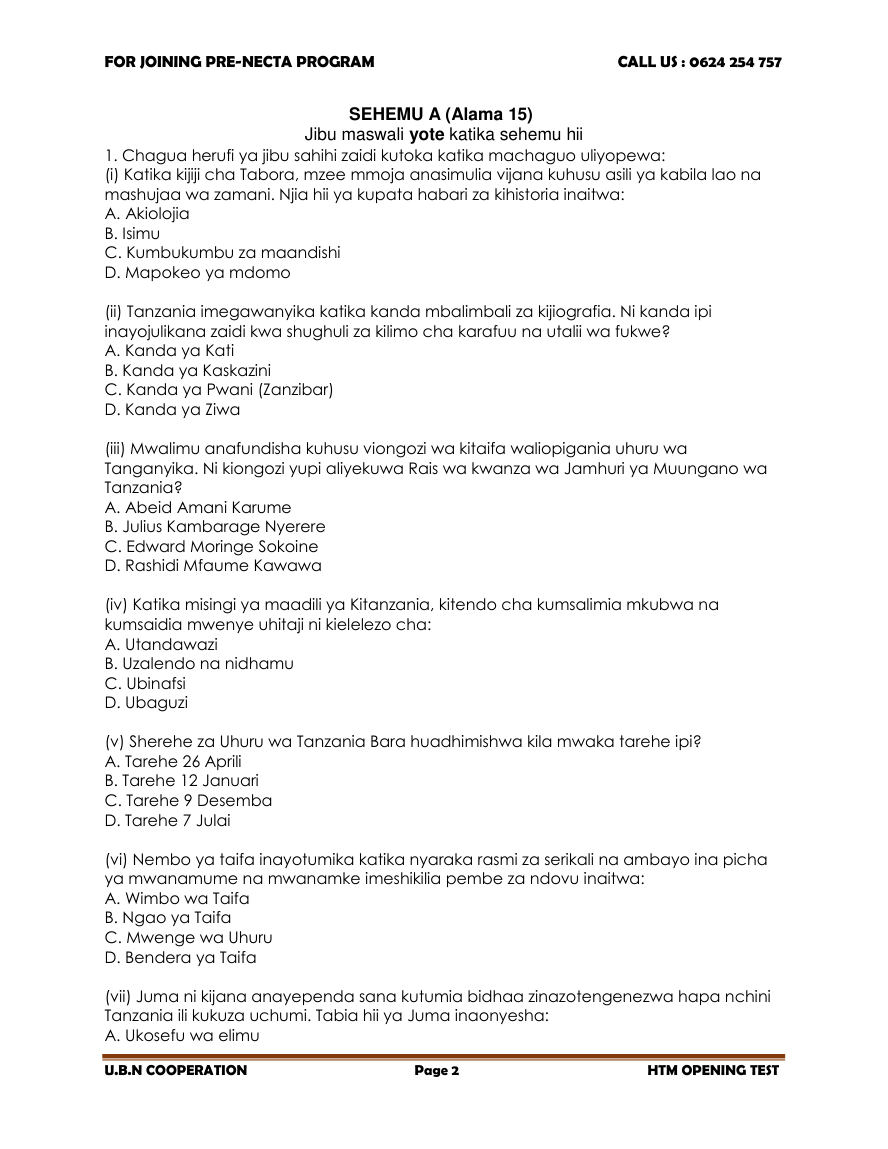 FOR JOINING PRE-NECTA PROGRAM CALL US : 0624 254 757
SEHEMU A (Alama 15)
Jibu maswali yote katika sehemu hii
1. Chagua herufi ya jibu sahihi zaidi kutoka katika machaguo uliyopewa:
(i) Katika kijiji cha Tabora, mzee mmoja anasimulia vijana kuhusu asili ya kabila lao na
mashujaa wa zamani. Njia hii ya kupata habari za kihistoria inaitwa:
A. Akiolojia
B. Isimu
C. Kumbukumbu za maandishi
D. Mapokeo ya mdomo
(ii) Tanzania imegawanyika katika kanda mbalimbali za kijiografia. Ni kanda ipi
inayojulikana zaidi kwa shughuli za kilimo cha karafuu na utalii wa fukwe?
A. Kanda ya Kati
B. Kanda ya Kaskazini
C. Kanda ya Pwani (Zanzibar)
D. Kanda ya Ziwa
(iii) Mwalimu anafundisha kuhusu viongozi wa kitaifa waliopigania uhuru wa
Tanganyika. Ni kiongozi yupi aliyekuwa Rais wa kwanza wa Jamhuri ya Muungano wa
Tanzania?
A. Abeid Amani Karume
B. Julius Kambarage Nyerere
C. Edward Moringe Sokoine
D. Rashidi Mfaume Kawawa
(iv) Katika misingi ya maadili ya Kitanzania, kitendo cha kumsalimia mkubwa na
kumsaidia mwenye uhitaji ni kielelezo cha:
A. Utandawazi
B. Uzalendo na nidhamu
C. Ubinafsi
D. Ubaguzi
(v) Sherehe za Uhuru wa Tanzania Bara huadhimishwa kila mwaka tarehe ipi?
A. Tarehe 26 Aprili
B. Tarehe 12 Januari
C. Tarehe 9 Desemba
D. Tarehe 7 Julai
(vi) Nembo ya taifa inayotumika katika nyaraka rasmi za serikali na ambayo ina picha
ya mwanamume na mwanamke imeshikilia pembe za ndovu inaitwa:
A. Wimbo wa Taifa
B. Ngao ya Taifa
C. Mwenge wa Uhuru
D. Bendera ya Taifa
(vii) Juma ni kijana anayependa sana kutumia bidhaa zinazotengenezwa hapa nchini
Tanzania ili kukuza uchumi. Tabia hii ya Juma inaonyesha:
A. Ukosefu wa elimu
U.B.N COOPERATION Page 2 HTM OPENING TEST